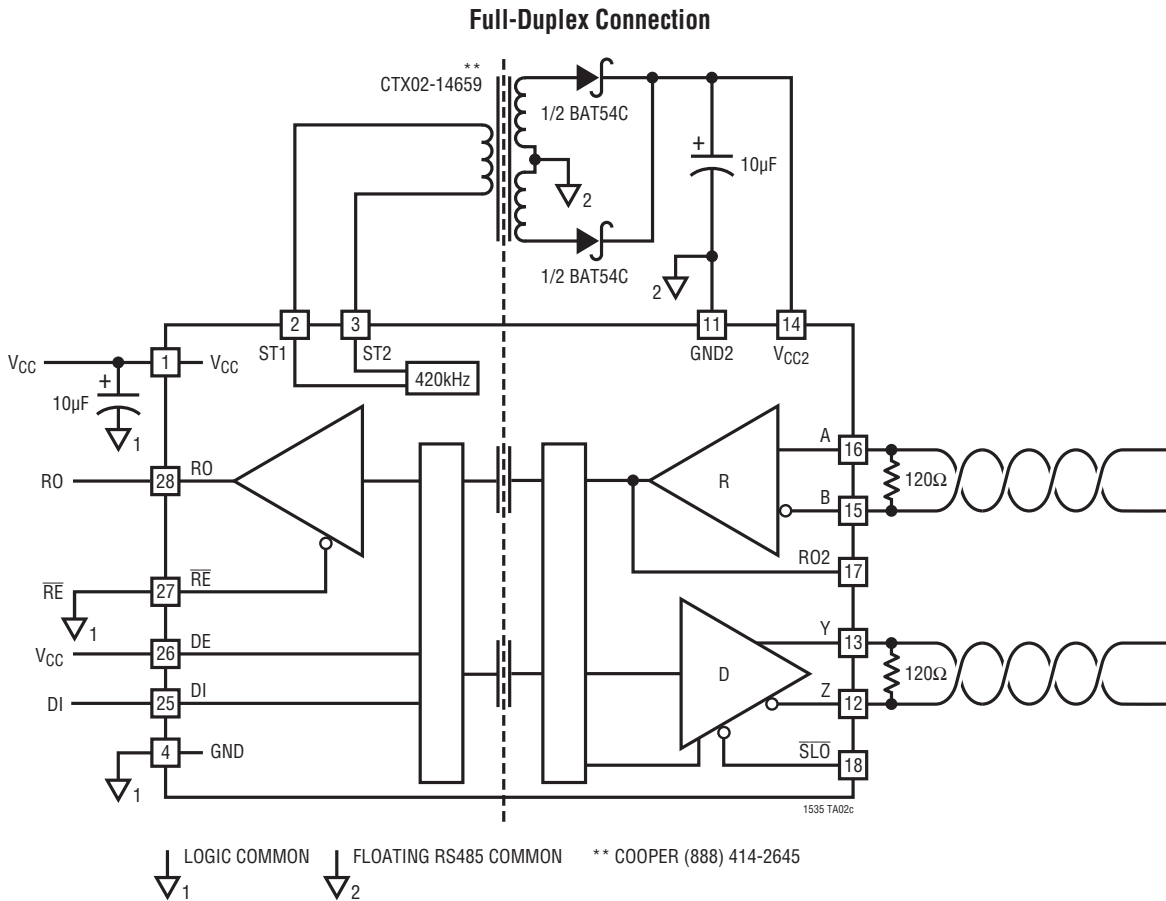 Full-Duplex Connection
**
CTX02-14659
1/2 BAT54C
+
10µF
2
1/2 BAT54C
2
2
3
11
14
ST1
ST2
GND2
VCC2
VCC
1
VCC
420kHz
+
10µF
1
A
16
RO
28
RO
R
120Ω
B
15
RO2
17
RE
27
RE
1
Y
13
VCC
26
DE
D
120Ω
DI
25
DI
Z
12
4
GND
SLO
18
1
1535 TA02c
LOGIC COMMON
1
FLOATING RS485 COMMON
2
** COOPER (888) 414-2645